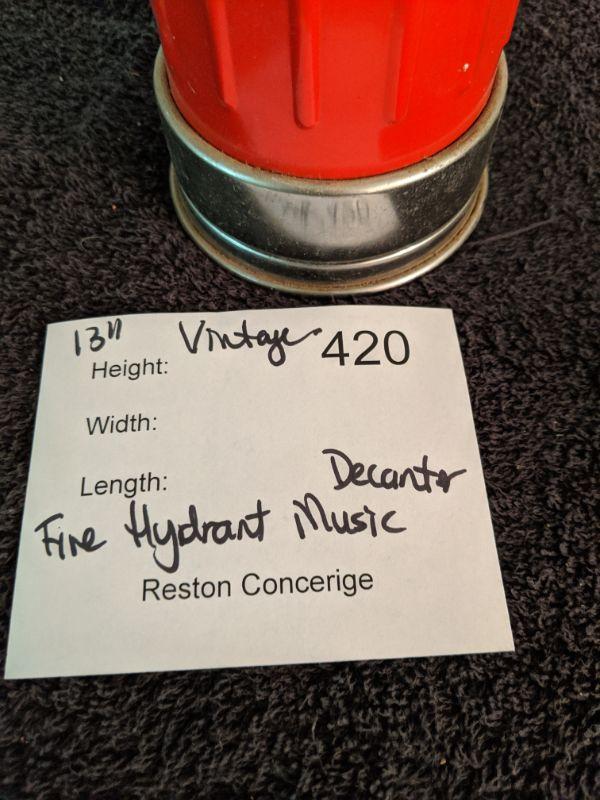 13" Vintage 420
Height:
Width:
Length: Decanter
Fire Hydrant Music
Reston Concerige